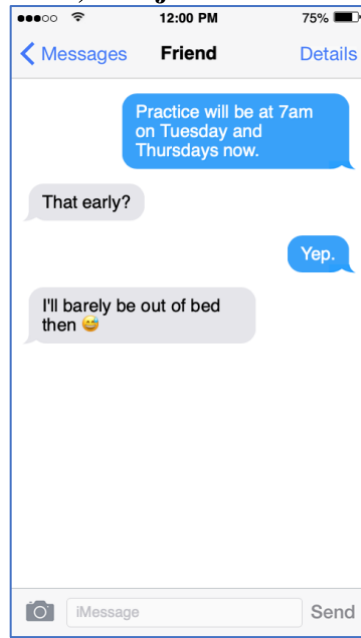 12:00 PM
75%
Messages
Friend
Details
Practice will be at 7am
on Tuesday and
Thursdays now.
That early?
Yep.
I'll barely be out of bed
then 😅
iMessage
Send